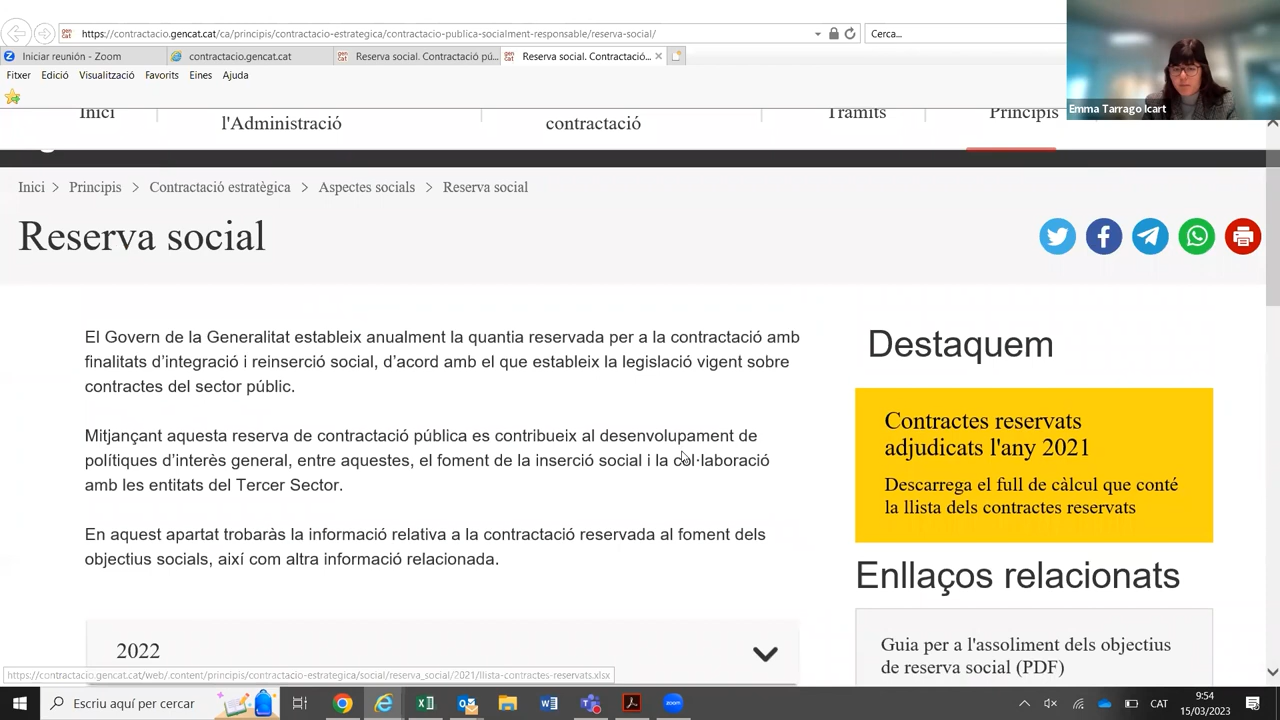 https://contractacio.gencat.cat/ca/principis/contractacio-estrategica/contractacio-publica-socialment-responsable/reserva-social/
Cerca...
Iniciar reunión - Zoom
contractacio.gencat.cat
Reserva social. Contractació pú...
Reserva social. Contractació...
Fitxer Edició Visualització Favorits Eines Ajuda
Emma Tarrago Icart
Inici
l'Administració
contractació
Tràmits
Principis
Inici > Principis > Contractació estratègica > Aspectes socials > Reserva social
Reserva social
El Govern de la Generalitat estableix anualment la quantia reservada per a la contractació amb
finalitats d'integració i reinserció social, d'acord amb el que estableix la legislació vigent sobre
contractes del sector públic.
Mitjançant aquesta reserva de contractació pública es contribueix al desenvolupament de
polítiques d'interès general, entre aquestes, el foment de la inserció social i la col·laboració
amb les entitats del Tercer Sector.
En aquest apartat trobaràs la informació relativa a la contractació reservada al foment dels
objectius socials, així com altra informació relacionada.
2022
Destaquem
Contractes reservats
adjudicats l'any 2021
Descarrega el full de càlcul que conté
la llista dels contractes reservats
Enllaços relacionats
Guia per a l'assoliment dels objectius
de reserva social (PDF)
https://contractacio.gencat.cat/web/.content/principis/contractacio-estrategica/social/reserva_social/2021/llista-contractes-reservats.xlsx
Escriu aquí per cercar
CAT
9:54
15/03/2023